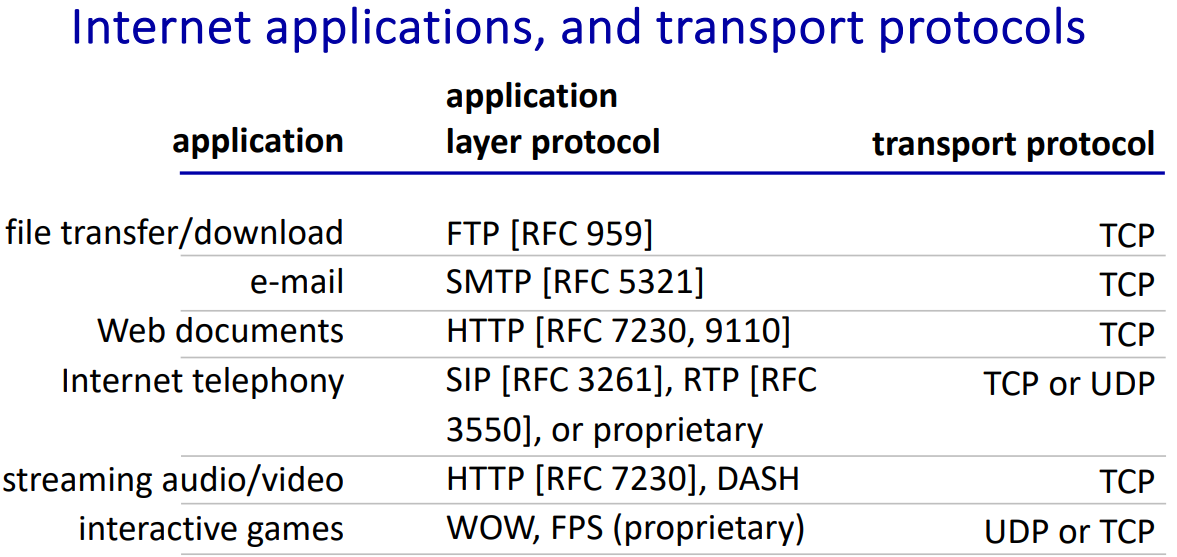 Internet applications, and transport protocols
application
application
layer protocol
transport protocol
file transfer/download
FTP [RFC 959]
TCP
e-mail
SMTP [RFC 5321]
TCP
Web documents
HTTP [RFC 7230, 9110]
TCP
Internet telephony
SIP [RFC 3261], RTP [RFC
3550], or proprietary
TCP or UDP
streaming audio/video
HTTP [RFC 7230], DASH
TCP
interactive games
WOW, FPS (proprietary)
UDP or TCP